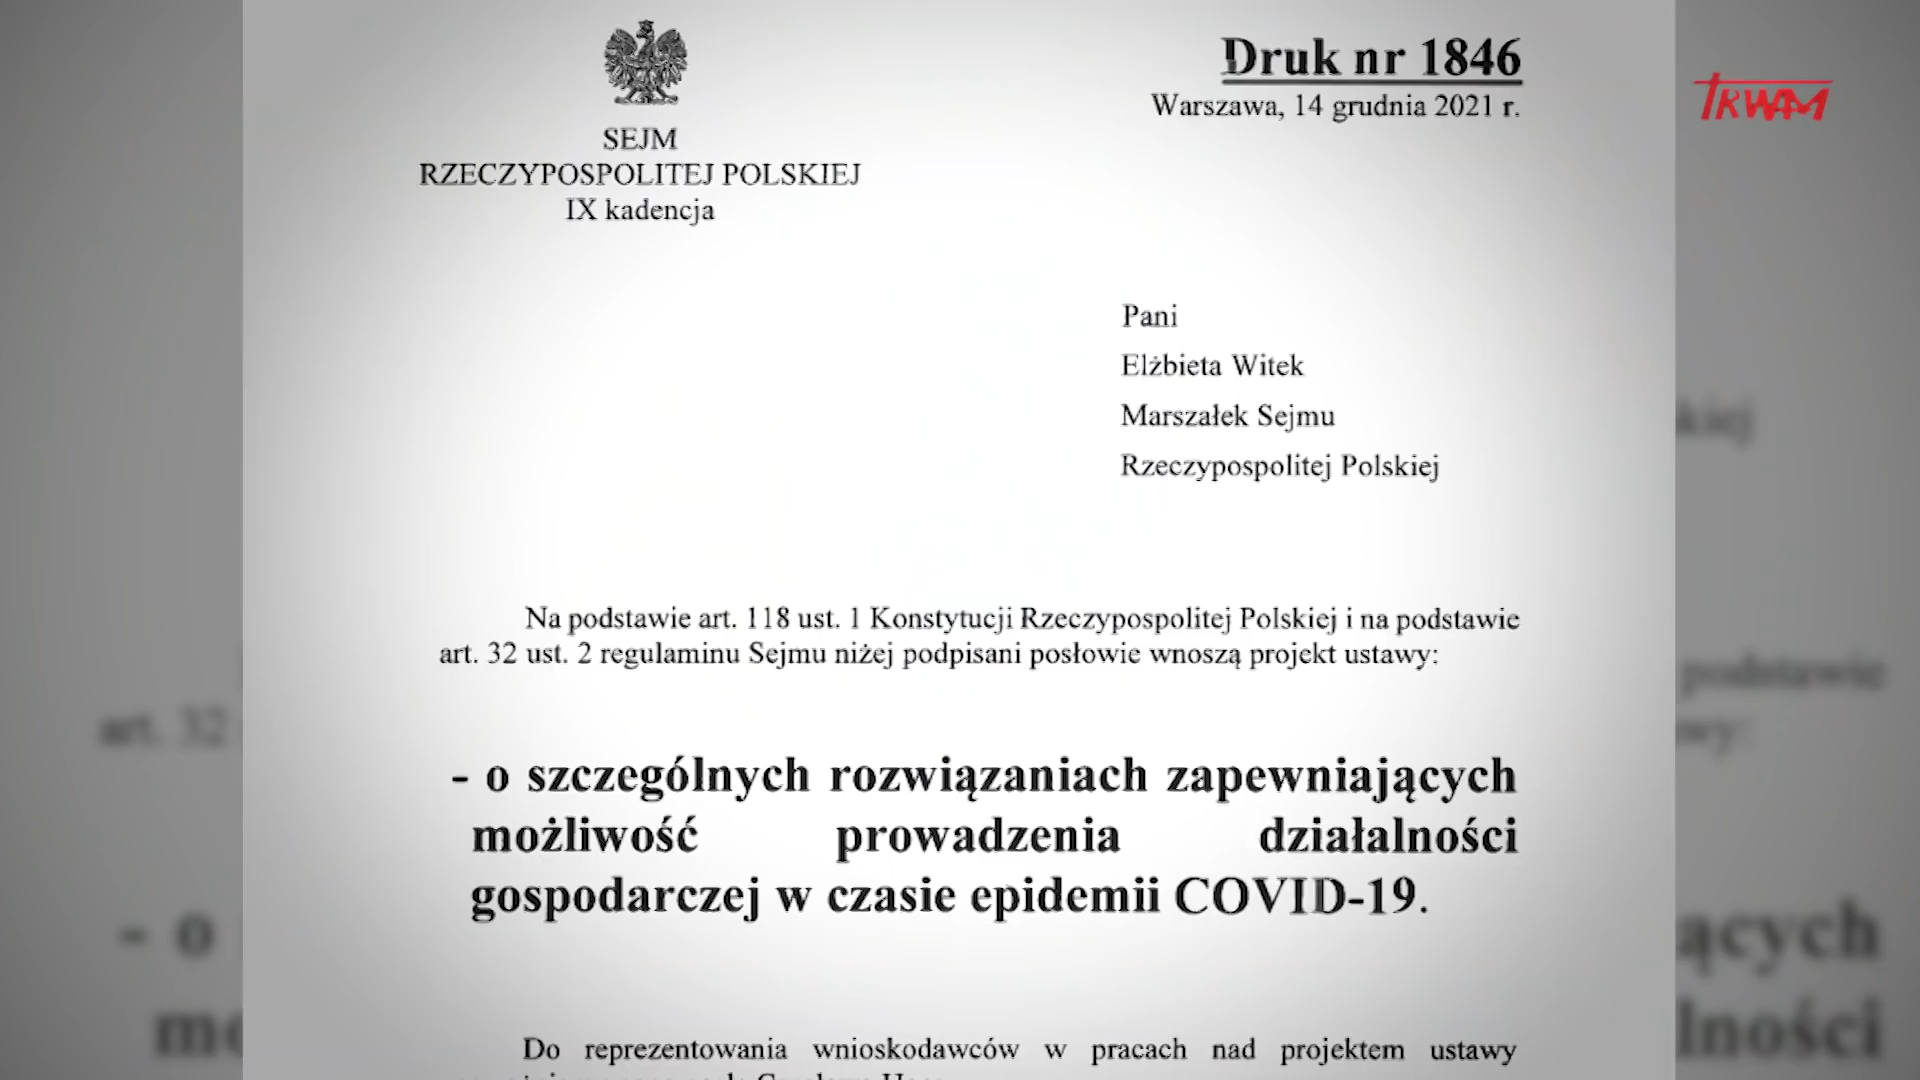 SEJM
RZECZYPOSPOLITEJ POLSKIEJ
IX kadencja
Druk nr 1846
Warszawa, 14 grudnia 2021 r.
TRWAM
Pani
Elżbieta Witek
Marszałek Sejmu
Rzeczypospolitej Polskiej
Na podstawie art. 118 ust. 1 Konstytucji Rzeczypospolitej Polskiej i na podstawie
art. 32 ust. 2 regulaminu Sejmu niżej podpisani posłowie wnoszą projekt ustawy:
- o szczególnych rozwiązaniach zapewniających
możliwość prowadzenia działalności
gospodarczej w czasie epidemii COVID-19.
Do reprezentowania wnioskodawców w pracach nad projektem ustawy